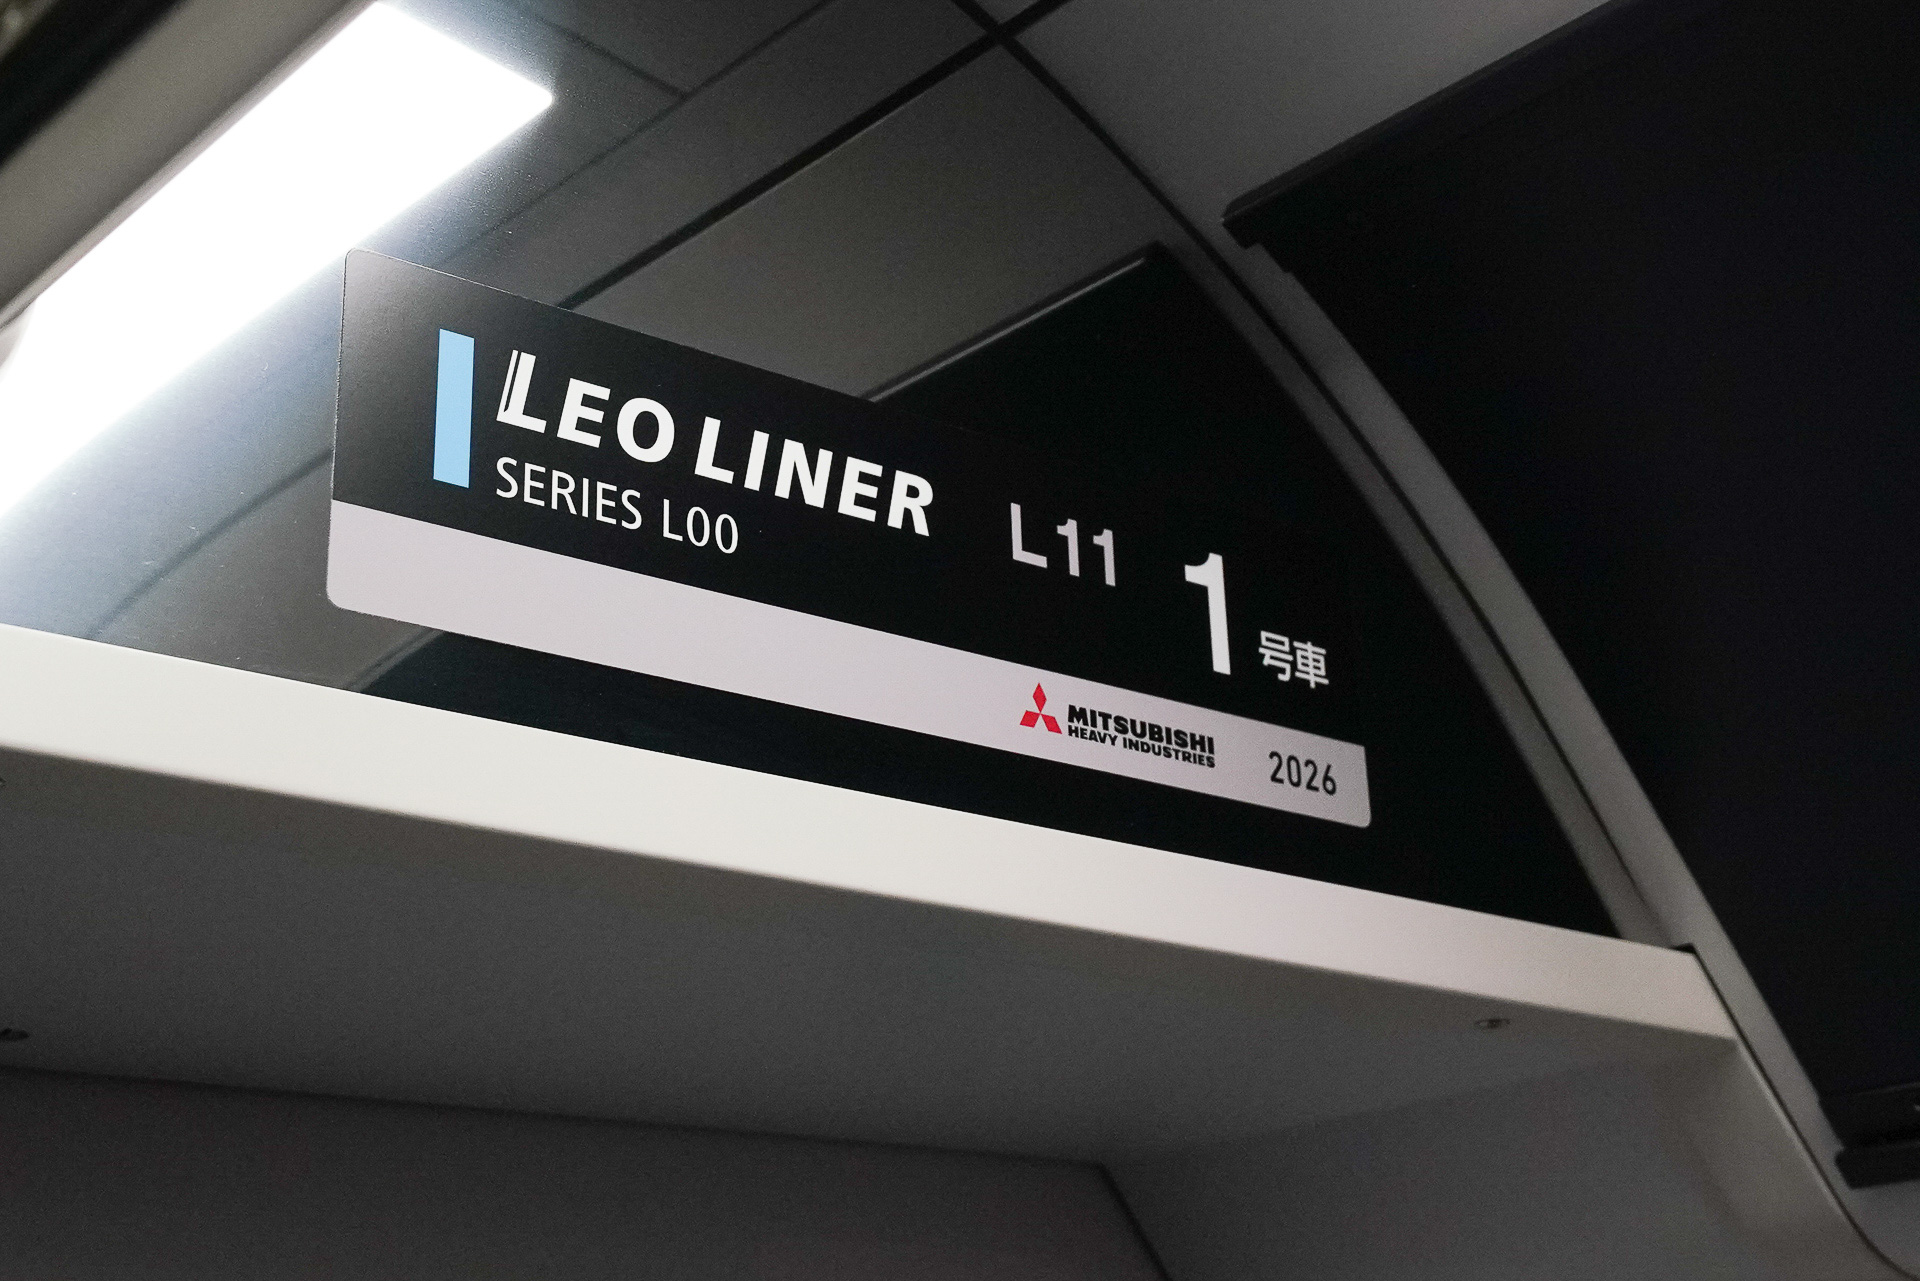 LEO LINER
SERIES L00
L11
1号車
MITSUBISHI
HEAVY INDUSTRIES
2026